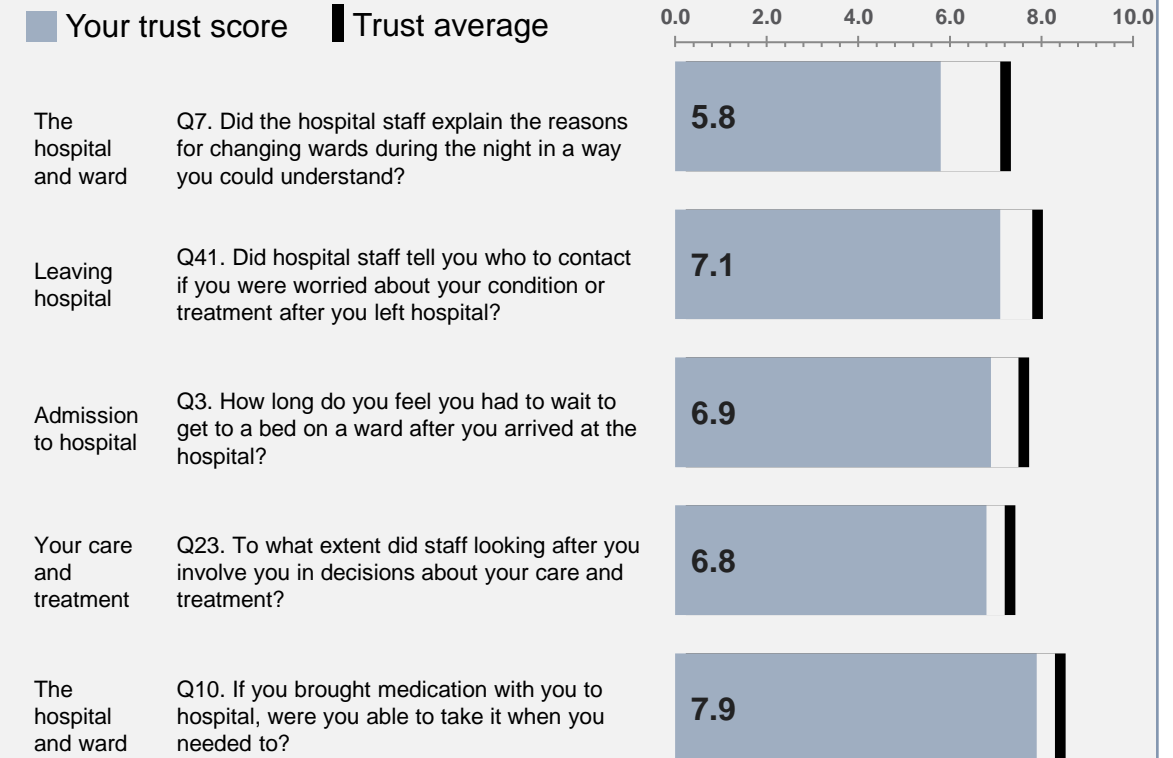 Your trust score Trust average
0.0 2.0 4.0 6.0 8.0 10.0
The
hospital
and ward
Q7. Did the hospital staff explain the reasons
for changing wards during the night in a way
you could understand?
5.8
Leaving
hospital
Q41. Did hospital staff tell you who to contact
if you were worried about your condition or
treatment after you left hospital?
7.1
Admission
to hospital
Q3. How long do you feel you had to wait to
get to a bed on a ward after you arrived at the
hospital?
6.9
Your care
and
treatment
Q23. To what extent did staff looking after you
involve you in decisions about your care and
treatment?
6.8
The
hospital
and ward
Q10. If you brought medication with you to
hospital, were you able to take it when you
needed to?
7.9